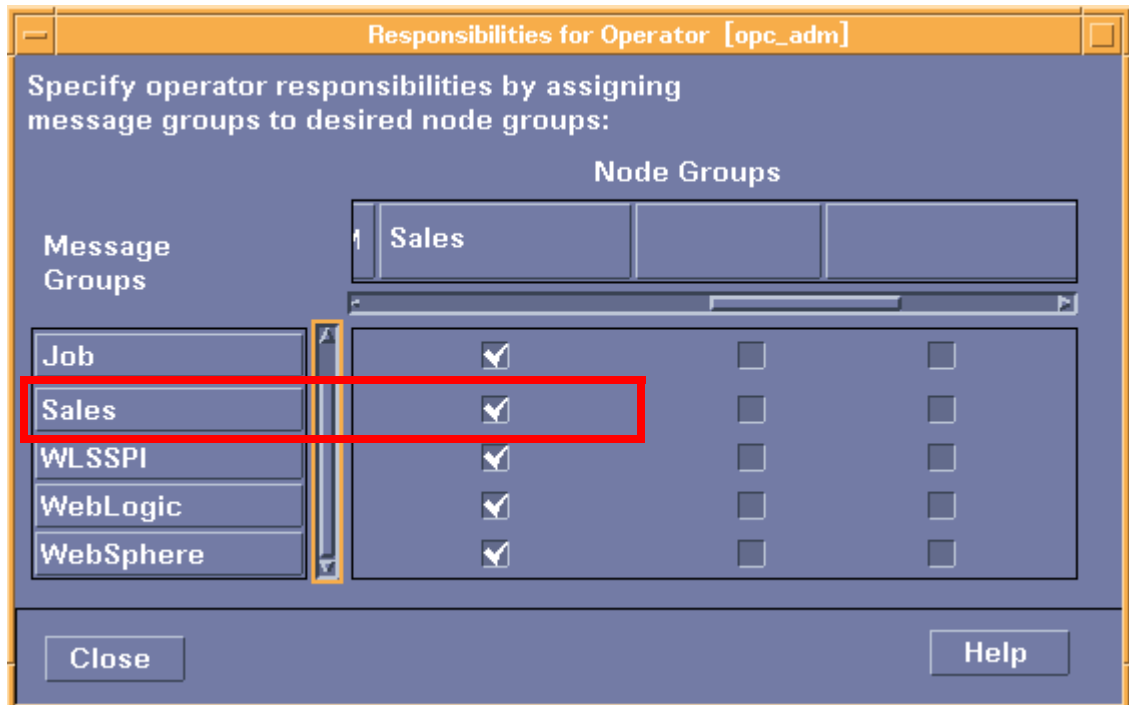 Responsibilities for Operator [opc_adm]
Specify operator responsibilities by assigning
message groups to desired node groups:
Node Groups
Message
Groups
Sales
Job
Sales
WLSSPI
WebLogic
WebSphere
Close
Help